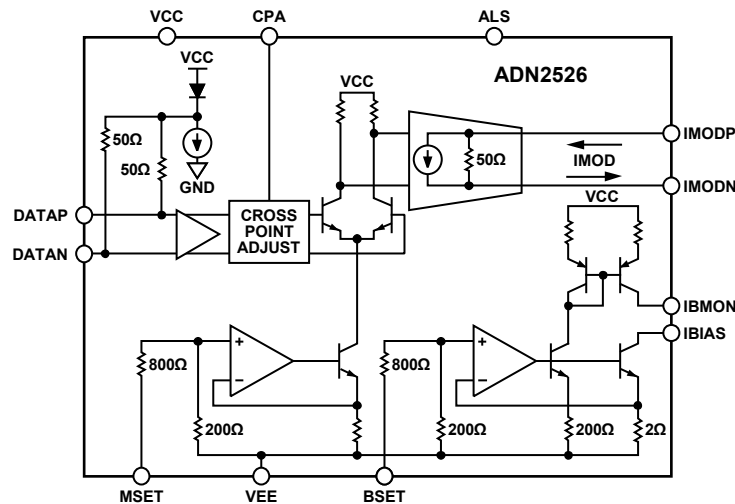 VCC
CPA
ALS
VCC
VCC
ADN2526
50Ω
50Ω
GND
50Ω
IMOD
IMODP
IMODN
DATAP
DATAN
CROSS
POINT
ADJUST
VCC
IBMON
IBIAS
800Ω
200Ω
800Ω
200Ω
200Ω
2Ω
MSET
VEE
BSET